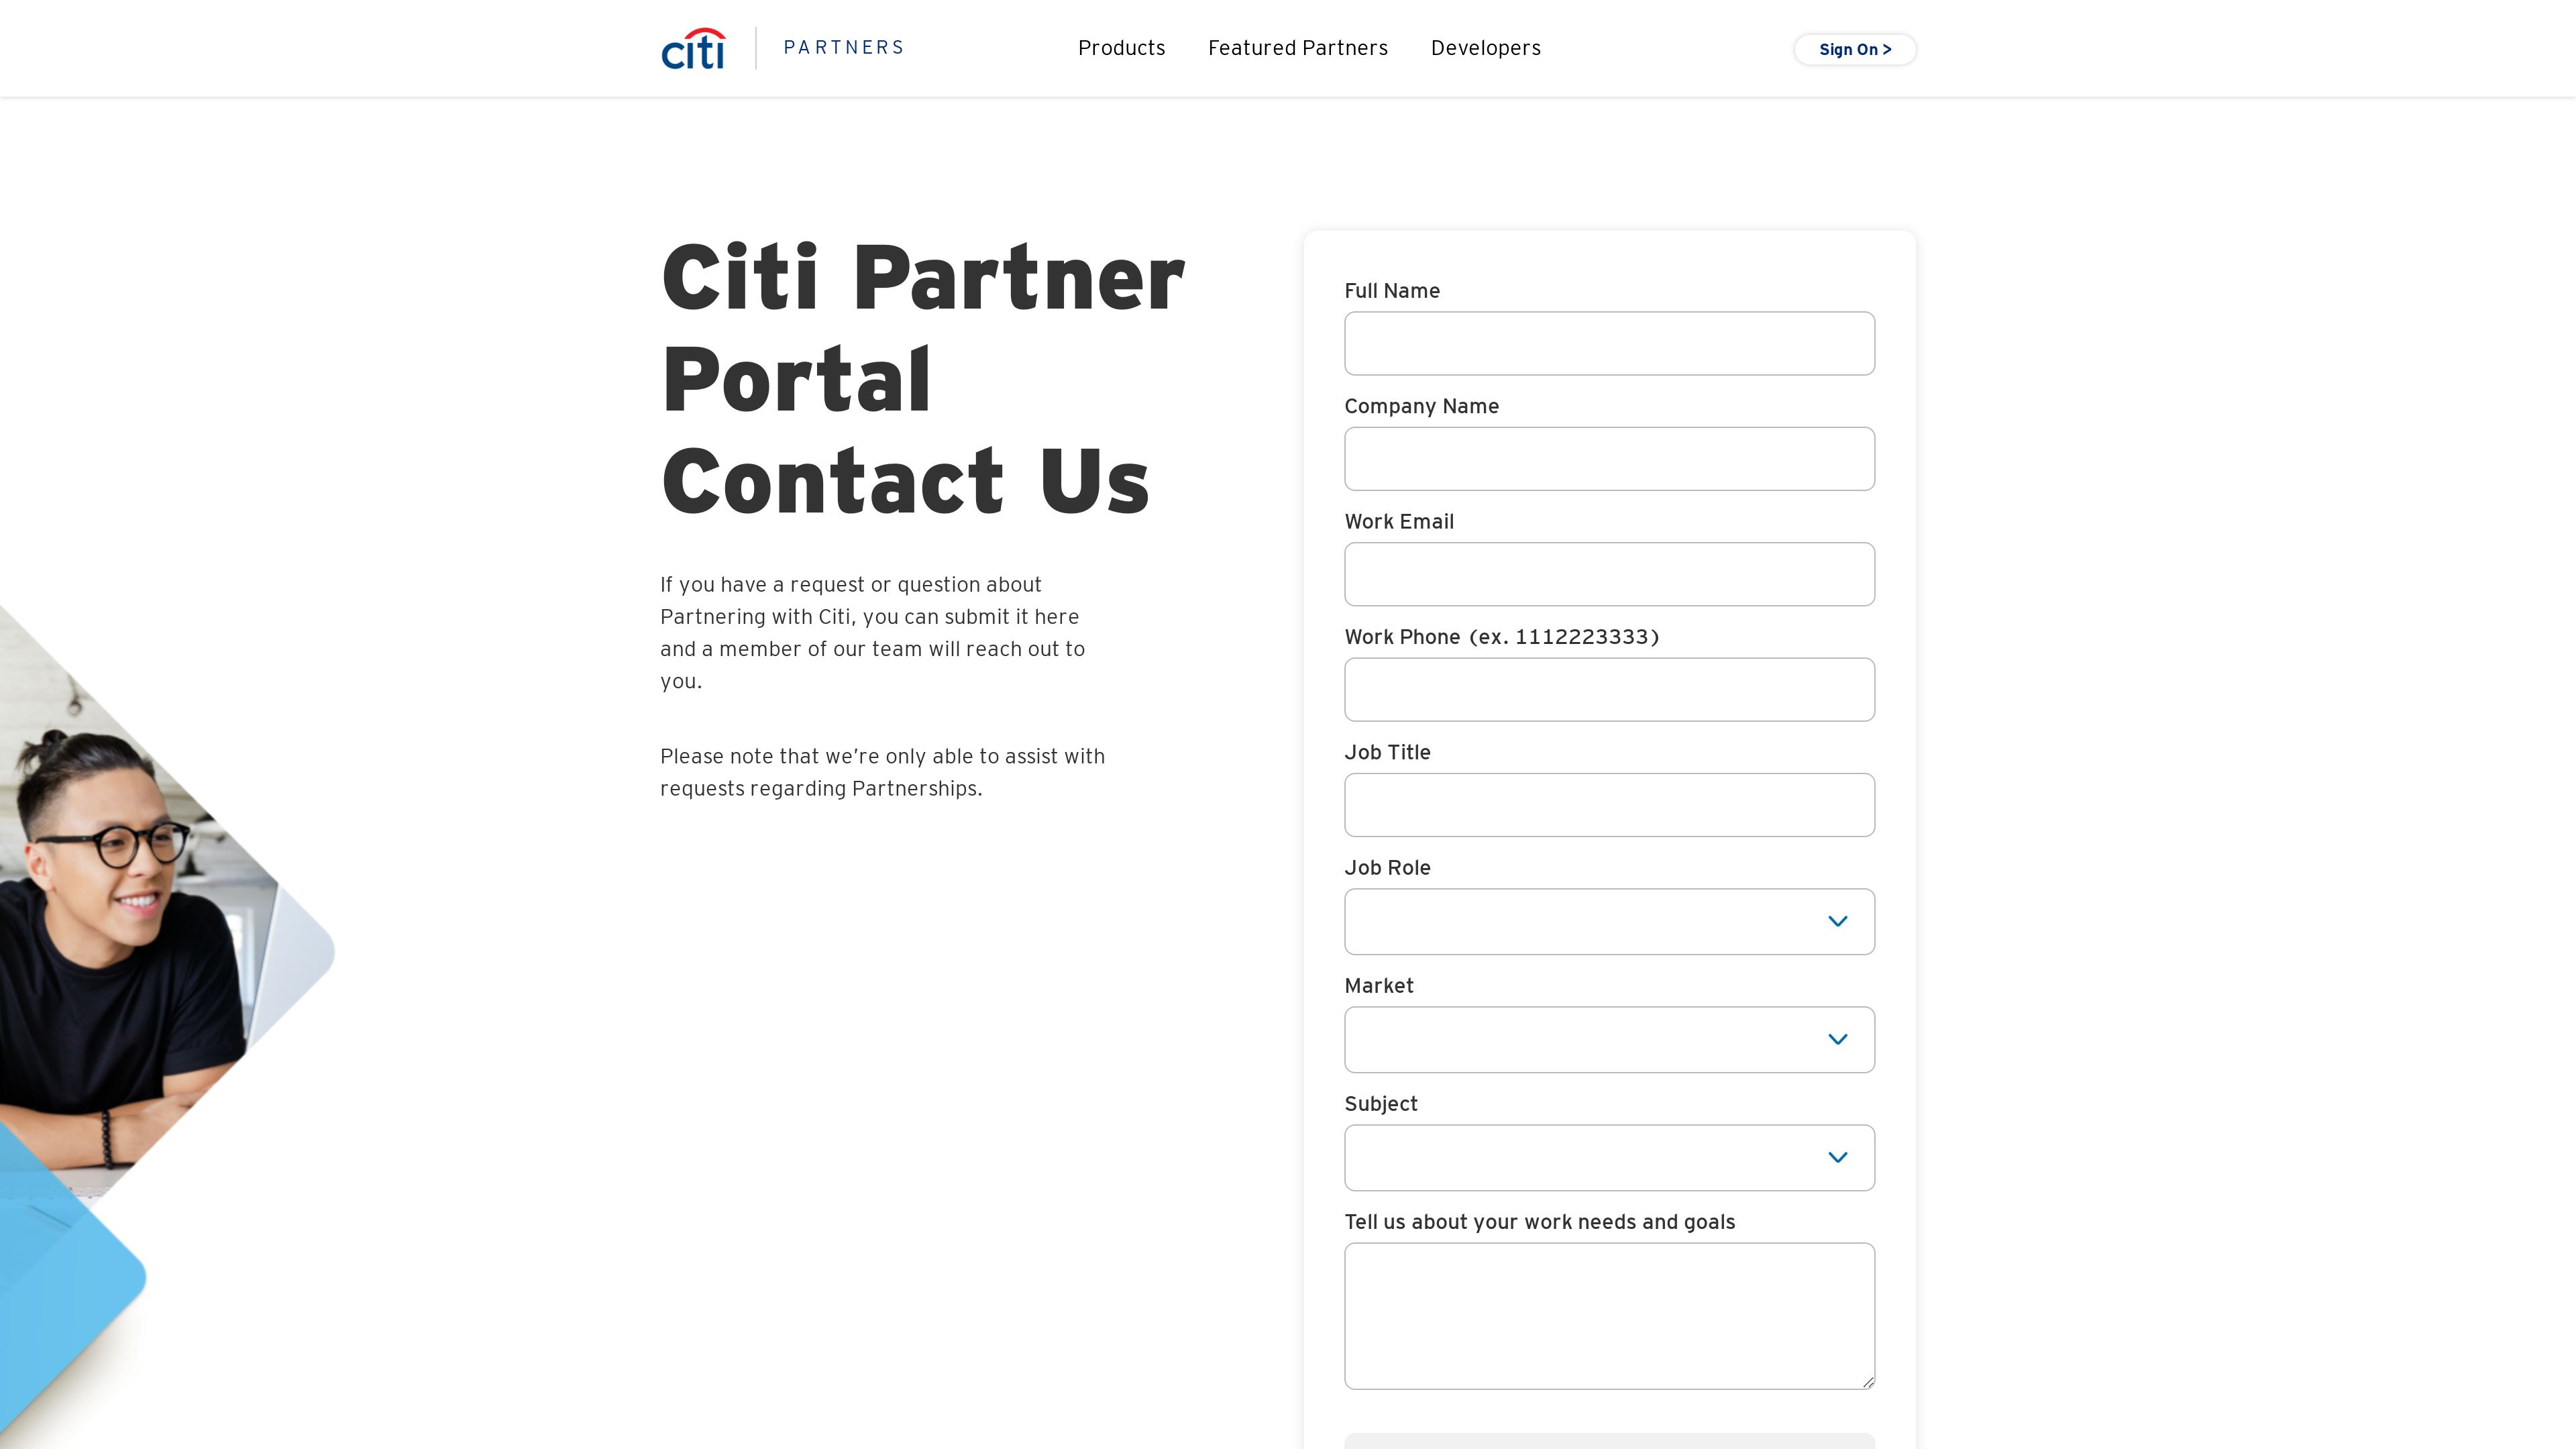 citi PARTNERS Products Featured Partners Developers Sign On >
Citi Partner
Portal
Contact Us
If you have a request or question about
Partnering with Citi, you can submit it here
and a member of our team will reach out to
you.
Please note that we’re only able to assist with
requests regarding Partnerships.
Full Name
Company Name
Work Email
Work Phone (ex. 1112223333)
Job Title
Job Role
Market
Subject
Tell us about your work needs and goals